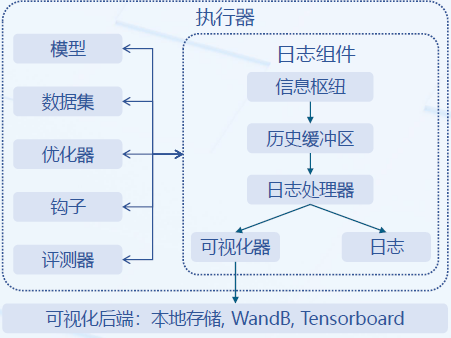 执行器
模型
数据集
优化器
钩子
评测器
日志组件
信息枢纽
历史缓冲区
日志处理器
可视化器
日志
可视化后端：本地存储, WandB, Tensorboard